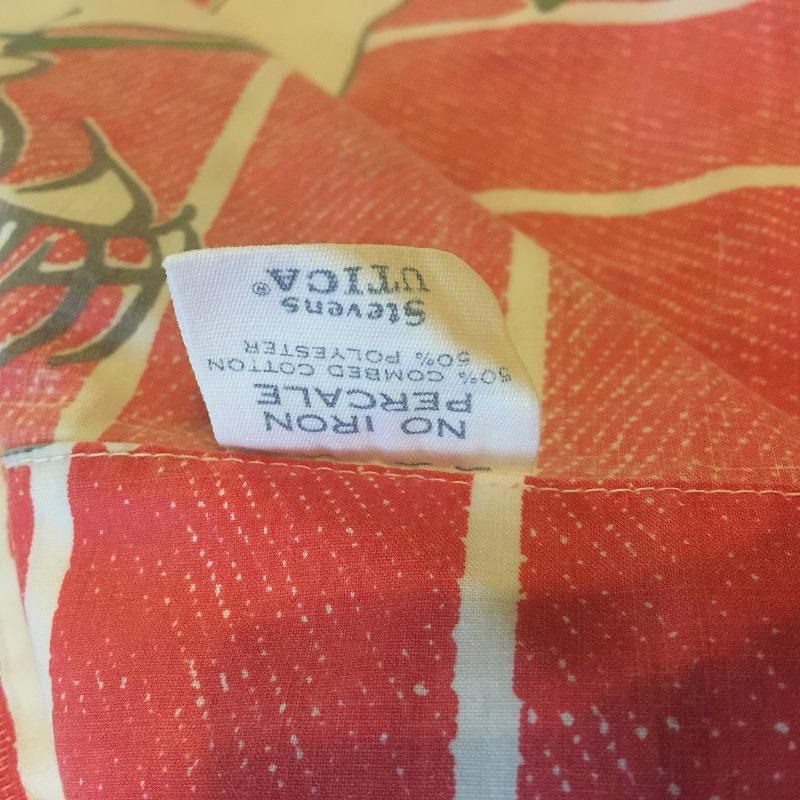 NO IRON
PERCALE
50% COMBED COTTON
50% POLYESTER
Stevens
UTICA®